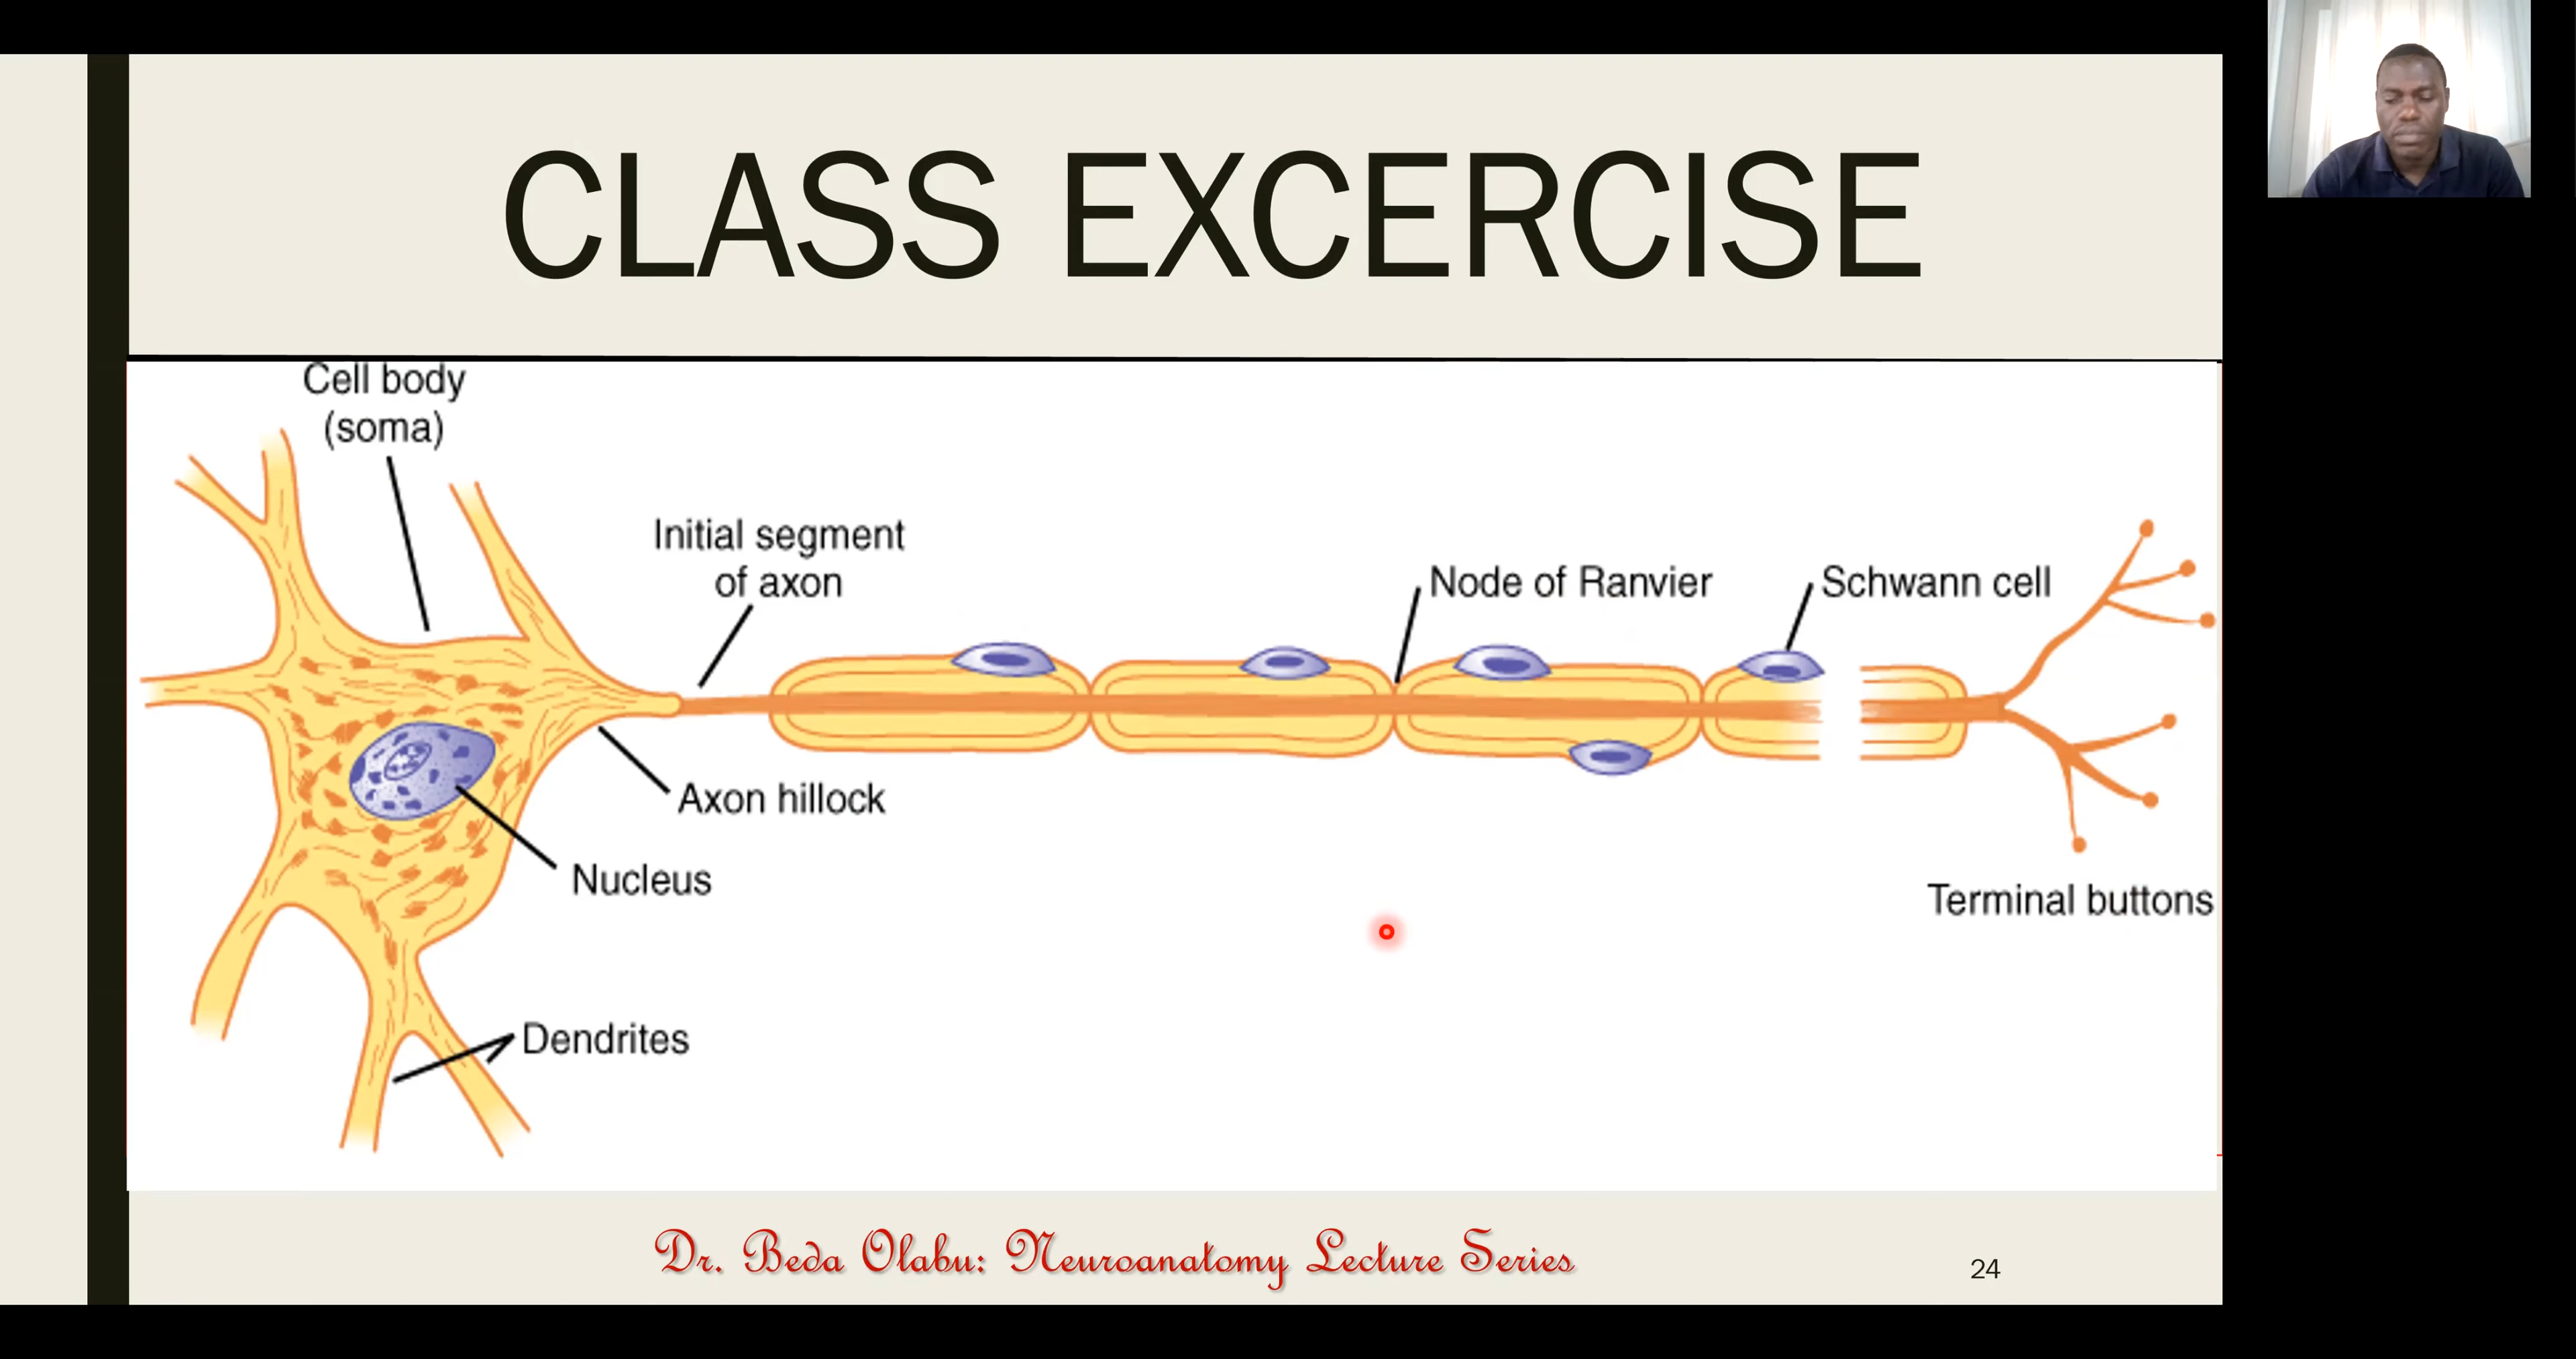 CLASS EXCERCISE
Cell body
(soma)
Initial segment
of axon
Node of Ranvier
Schwann cell
Axon hillock
Nucleus
Terminal buttons
Dendrites
Dr. Beda Olabu: Neuroanatomy Lecture Series
24